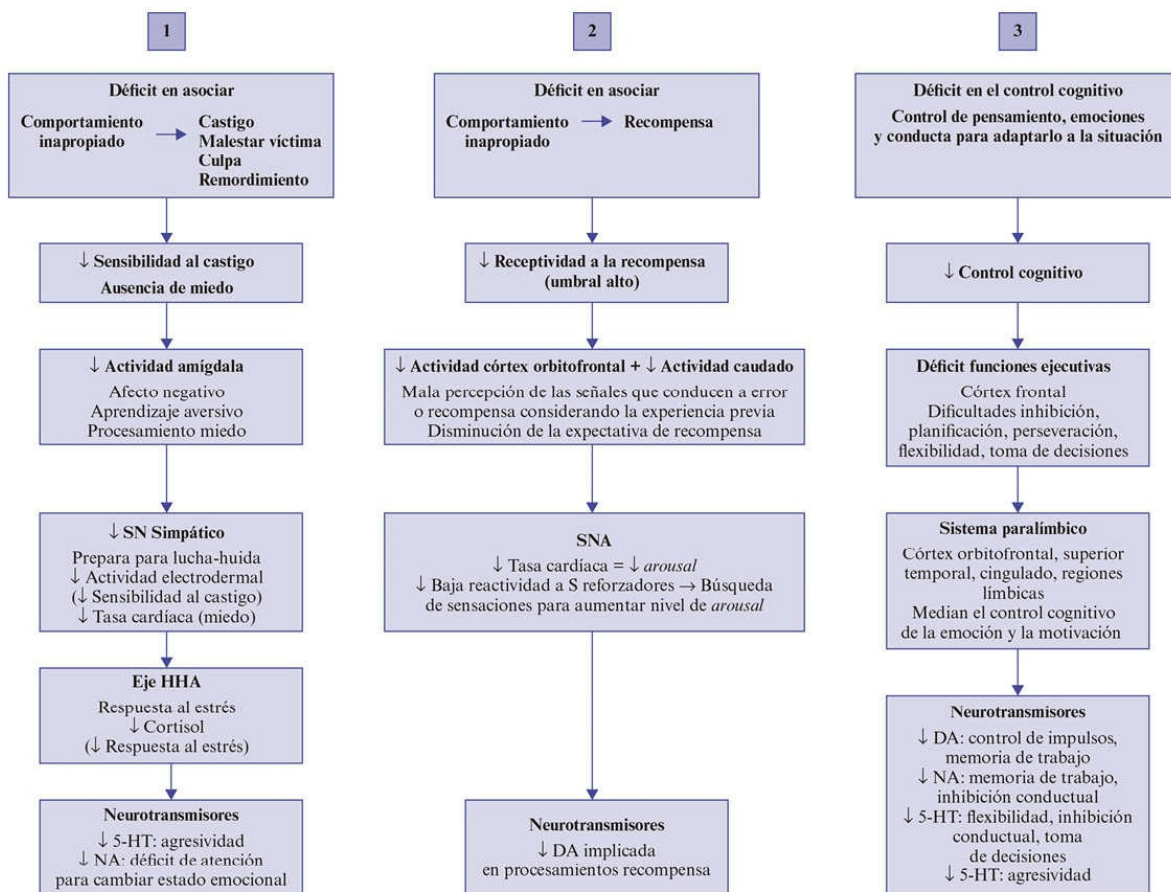 1
Déficit en asociar
Comportamiento → Castigo
inapropiado Malestar víctima
Culpa
Remordimiento
↓ Sensibilidad al castigo
Ausencia de miedo
↓ Actividad amígdala
Afecto negativo
Aprendizaje aversivo
Procesamiento miedo
↓ SN Simpático
Prepara para lucha-huida
↓ Actividad electrodermal
(↓ Sensibilidad al castigo)
↓ Tasa cardíaca (miedo)
Eje HHA
Respuesta al estrés
↓ Cortisol
(↓ Respuesta al estrés)
Neurotransmisores
↓ 5-HT: agresividad
↓ NA: déficit de atención
para cambiar estado emocional
2
Déficit en asociar
Comportamiento → Recompensa
inapropiado
↓ Receptividad a la recompensa
(umbral alto)
↓ Actividad córtex orbitofrontal + ↓ Actividad caudado
Mala percepción de las señales que conducen a error
o recompensa considerando la experiencia previa
Disminución de la expectativa de recompensa
SNA
↓ Tasa cardíaca = ↓ arousal
↓ Baja reactividad a S reforzadores → Búsqueda
de sensaciones para aumentar nivel de arousal
Neurotransmisores
↓ DA implicada
en procesamientos recompensa
3
Déficit en el control cognitivo
Control de pensamiento, emociones
y conducta para adaptarlo a la situación
↓ Control cognitivo
Déficit funciones ejecutivas
Córtex frontal
Dificultades inhibición,
planificación, perseveración,
flexibilidad, toma de decisiones
Sistema paralímbico
Córtex orbitofrontal, superior
temporal, cingulado, regiones
límbicas
Median el control cognitivo
de la emoción y la motivación
Neurotransmisores
↓ DA: control de impulsos,
memoria de trabajo
↓ NA: memoria de trabajo,
inhibición conductual
↓ 5-HT: flexibilidad, inhibición
conductual, toma
de decisiones
↓ 5-HT: agresividad